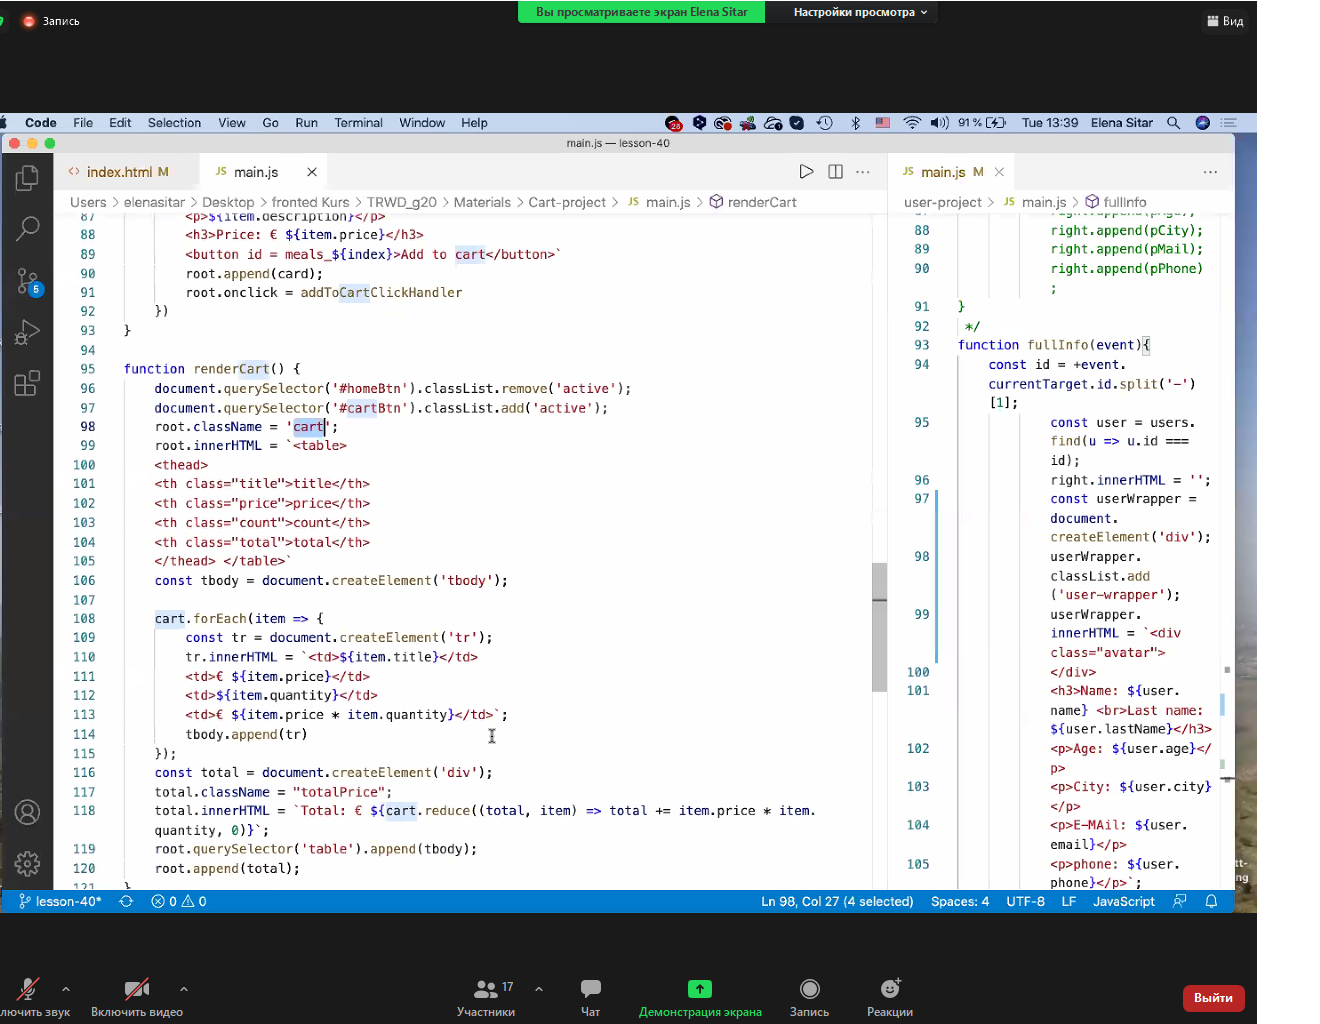 Запись
Вы просматриваете экран Elena Sitar
Настройки просмотра
Вид
Code File Edit Selection View Go Run Terminal Window Help
28
91 %
Tue 13:39 Elena Sitar
main.js — lesson-40
<> index.html M
JS main.js
Users > elenasitar > Desktop > fronted Kurs > TRWD_g20 > Materials > Cart-project > JS main.js > renderCart
87 <p>${item.description}</p>
88 <h3>Price: € ${item.price}</h3>
89 <button id = meals_${index}>Add to cart</button>`
90 root.append(card);
91 root.onclick = addToCartClickHandler
92 })
93 }
94
95 function renderCart() {
96 document.querySelector('#homeBtn').classList.remove('active');
97 document.querySelector('#cartBtn').classList.add('active');
98 root.className = 'cart';
99 root.innerHTML = `<table>
100 <thead>
101 <th class="title">title</th>
102 <th class="price">price</th>
103 <th class="count">count</th>
104 <th class="total">total</th>
105 </thead> </table>`
106 const tbody = document.createElement('tbody');
107
108 cart.forEach(item => {
109 const tr = document.createElement('tr');
110 tr.innerHTML = `<td>${item.title}</td>
111 <td>€ ${item.price}</td>
112 <td>${item.quantity}</td>
113 <td>€ ${item.price * item.quantity}</td>`;
114 tbody.append(tr)
115 });
116 const total = document.createElement('div');
117 total.className = "totalPrice";
118 total.innerHTML = `Total: € ${cart.reduce((total, item) => total += item.price * item.
quantity, 0)}`;
119 root.querySelector('table').append(tbody);
120 root.append(total);
121 }
JS main.js M
user-project > JS main.js > fullInfo
87 right.append(pAge);
88 right.append(pCity);
89 right.append(pMail);
90 right.append(pPhone)
;
91 }
92 */
93 function fullInfo(event){
94 const id = +event.
currentTarget.id.split('-')
[1];
95 const user = users.
find(u => u.id ===
id);
96 right.innerHTML = '';
97 const userWrapper =
document.
createElement('div');
98 userWrapper.
classList.add
('user-wrapper');
99 userWrapper.
innerHTML = `<div
class="avatar">
100 </div>
101 <h3>Name: ${user.
name} <br>Last name:
${user.lastName}</h3>
102 <p>Age: ${user.age}</
p>
103 <p>City: ${user.city}
</p>
104 <p>E-MAil: ${user.
email}</p>
105 <p>phone: ${user.
phone}</p>`;
5
tt-
ng
lesson-40* 0 0
Ln 98, Col 27 (4 selected) Spaces: 4 UTF-8 LF JavaScript
лючить звук
Включить видео
17
Участники
Чат
Демонстрация экрана
Запись
Реакции
Выйти